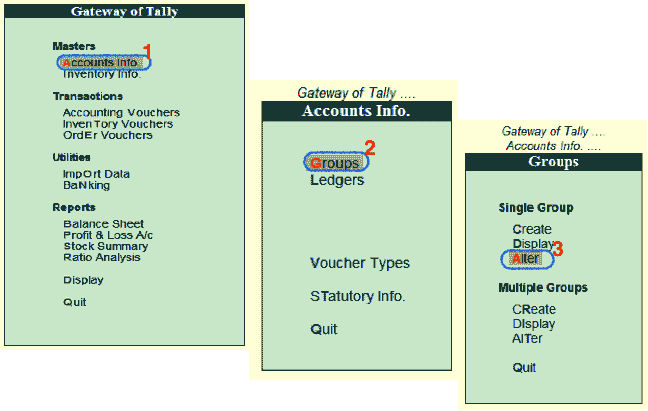 Gateway of Tally
Masters
1
Accounts Info.
Inventory Info.
Transactions
Accounting Vouchers
InvenTory Vouchers
OrdEr Vouchers
Utilities
ImpOrt Data
BaNking
Reports
Balance Sheet
Profit & Loss A/c
Stock Summary
Ratio Analysis
Display
Quit
Gateway of Tally ....
Accounts Info.
2
Groups
Ledgers
Voucher Types
STatutory Info.
Quit
Gateway of Tally ....
Accounts Info. ....
Groups
Single Group
Create
Display
3
Alter
Multiple Groups
CReate
DIsplay
AlTer
Quit